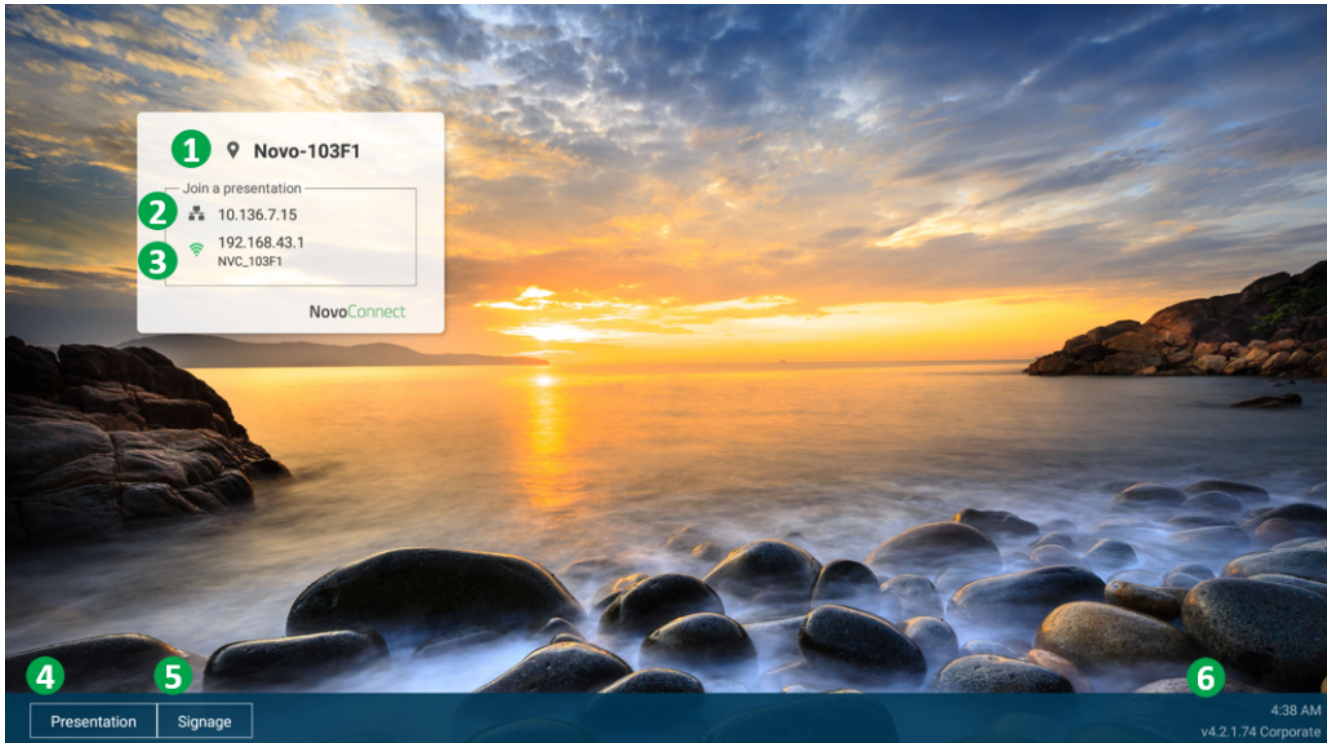 1
Novo-103F1
Join a presentation
2
10.136.7.15
3
192.168.43.1
NVC_103F1
NovoConnect
4
5
6
Presentation
Signage
4:38 AM
v4.2.1.74 Corporate